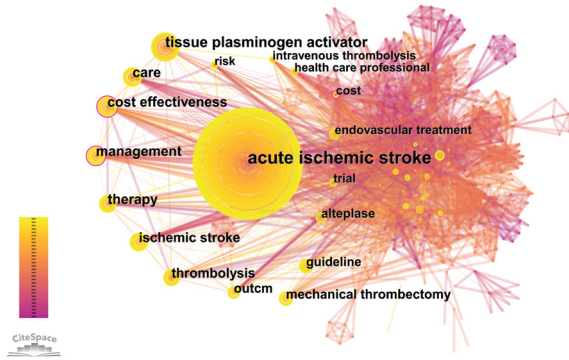 tissue plasminogen activator
intravenous thrombolysis
risk
health care professional
care
cost
cost effectiveness
endovascular treatment
management
acute ischemic stroke
trial
therapy
alteplase
ischemic stroke
guideline
thrombolysis
outcm
mechanical thrombectomy
CiteSpace